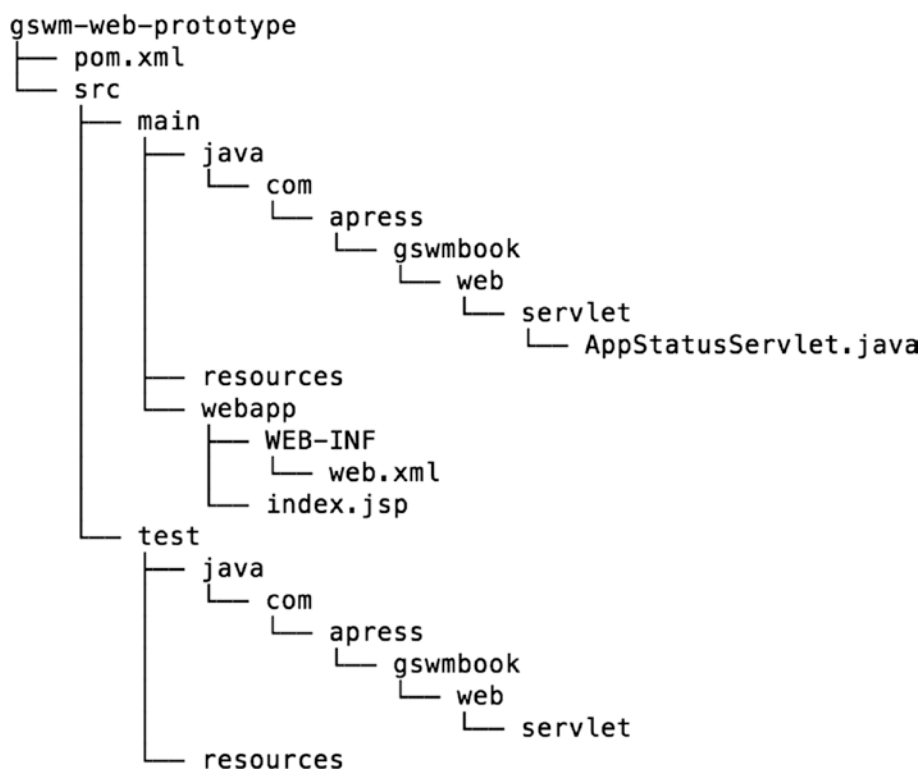 gswm-web-prototype
├── pom.xml
└── src
    ├── main
    │   ├── java
    │   │   └── com
    │   │       └── apress
    │   │           └── gswmbook
    │   │               └── web
    │   │                   └── servlet
    │   │                       └── AppStatusServlet.java
    │   ├── resources
    │   └── webapp
    │       ├── WEB-INF
    │       │   └── web.xml
    │       └── index.jsp
    └── test
        ├── java
        │   └── com
        │       └── apress
        │           └── gswmbook
        │               └── web
        │                   └── servlet
        └── resources